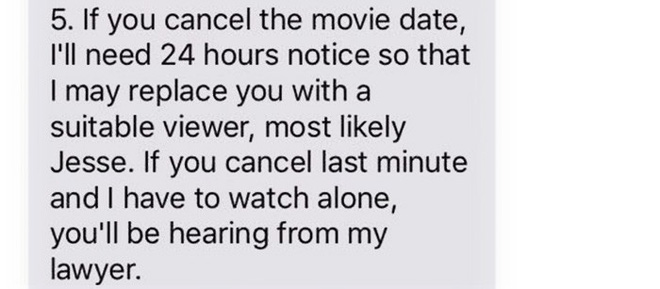 5. If you cancel the movie date,
I'll need 24 hours notice so that
I may replace you with a
suitable viewer, most likely
Jesse. If you cancel last minute
and I have to watch alone,
you'll be hearing from my
lawyer.